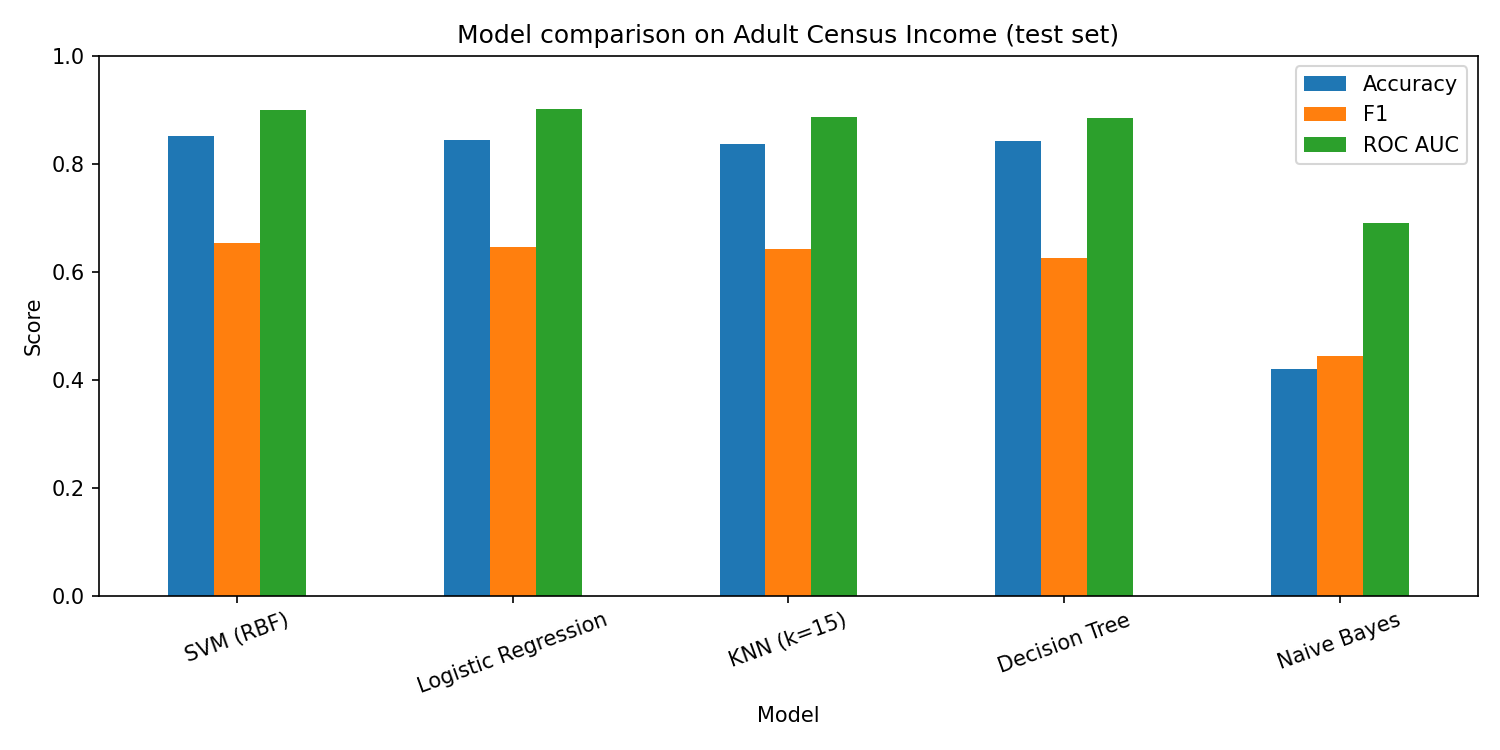 Model comparison on Adult Census Income (test set)
Accuracy
F1
ROC AUC
Score
1.0
0.8
0.6
0.4
0.2
0.0
SVM (RBF)
Logistic Regression
KNN (k=15)
Decision Tree
Naive Bayes
Model